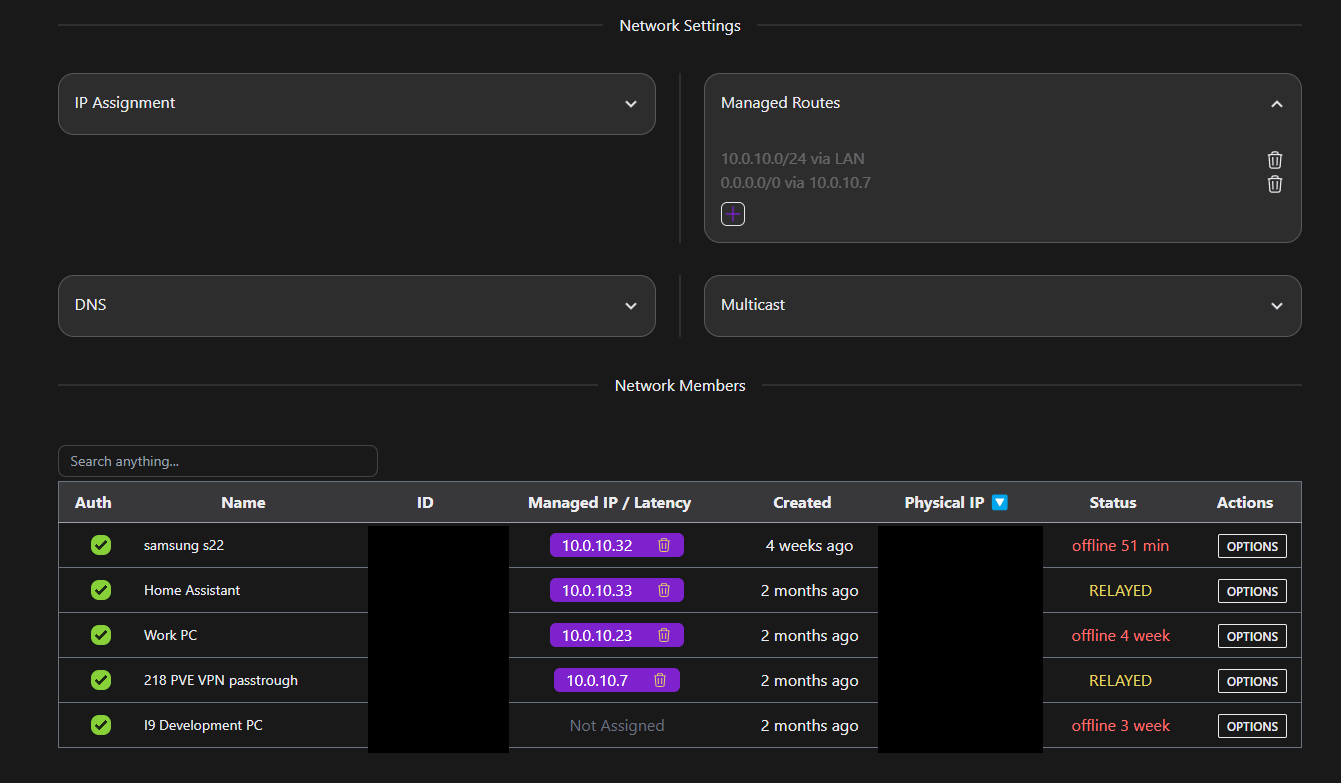 Network Settings
IP Assignment
Managed Routes
10.0.10.0/24 via LAN
0.0.0.0/0 via 10.0.10.7
DNS
Multicast
Network Members
Search anything...
Auth Name ID Managed IP / Latency Created Physical IP Status Actions
samsung s22 10.0.10.32 4 weeks ago offline 51 min OPTIONS
Home Assistant 10.0.10.33 2 months ago RELAYED OPTIONS
Work PC 10.0.10.23 2 months ago offline 4 week OPTIONS
218 PVE VPN passtrough 10.0.10.7 2 months ago RELAYED OPTIONS
I9 Development PC Not Assigned 2 months ago offline 3 week OPTIONS